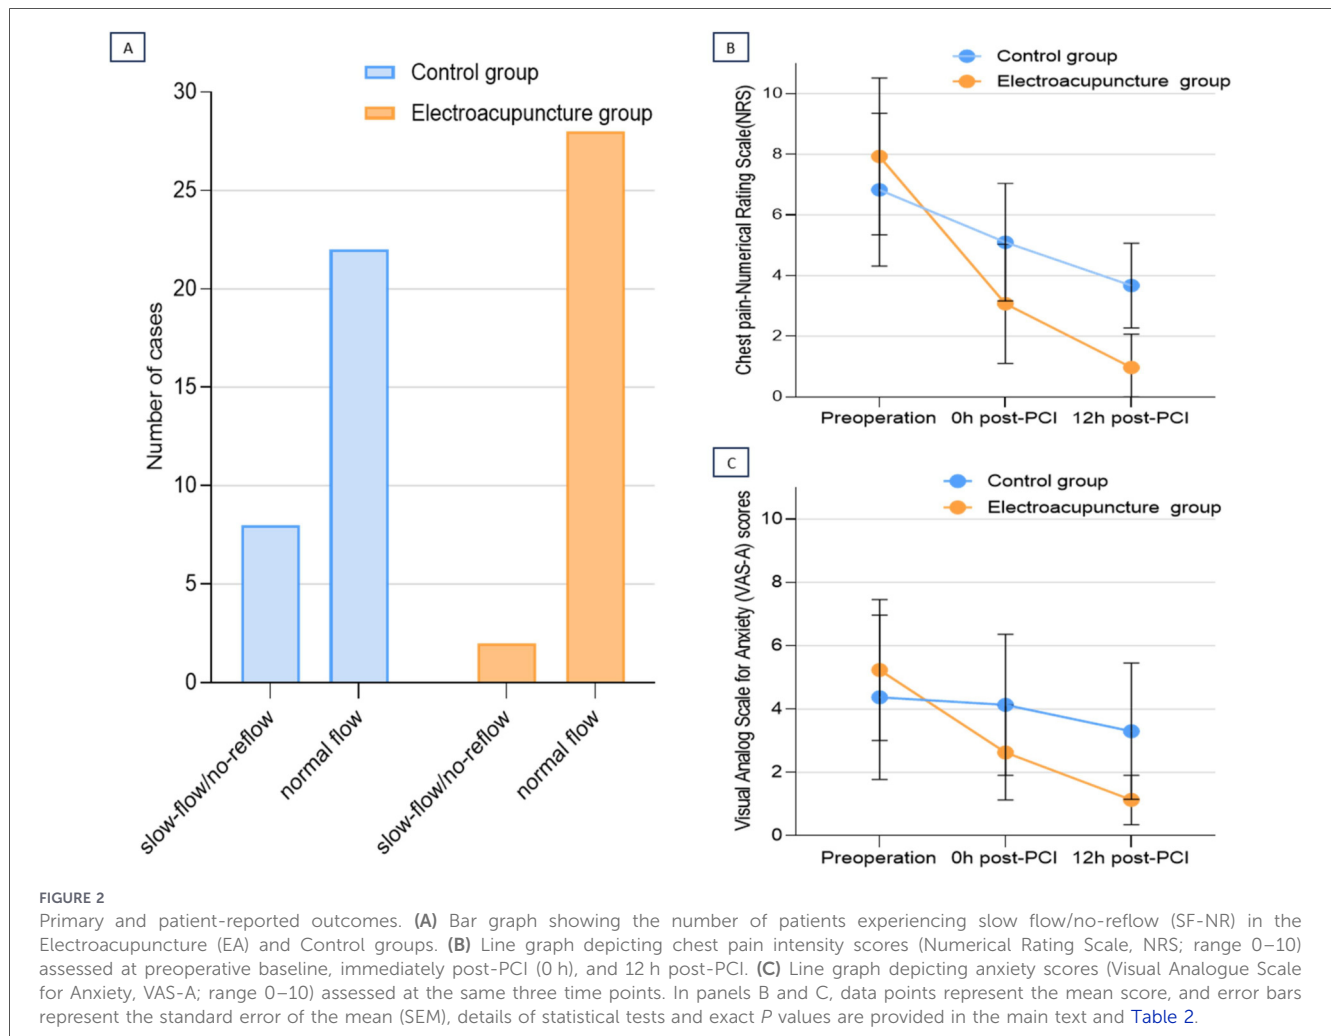 A
Control group
Electroacupuncture group
30
25
20
15
10
5
0
Number of cases
slow-flow/no-reflow
normal flow
slow-flow/no-reflow
normal flow
B
Control group
Electroacupuncture group
10
8
6
4
2
0
Chest pain-Numerical Rating Scale(NRS)
Preoperation
0h post-PCI
12h post-PCI
C
Control group
Electroacupuncture group
10
8
6
4
2
0
Visual Analog Scale for Anxiety (VAS-A) scores
Preoperation
0h post-PCI
12h post-PCI
FIGURE 2
Primary and patient-reported outcomes. (A) Bar graph showing the number of patients experiencing slow flow/no-reflow (SF-NR) in the
Electroacupuncture (EA) and Control groups. (B) Line graph depicting chest pain intensity scores (Numerical Rating Scale, NRS; range 0–10)
assessed at preoperative baseline, immediately post-PCI (0 h), and 12 h post-PCI. (C) Line graph depicting anxiety scores (Visual Analogue Scale
for Anxiety, VAS-A; range 0–10) assessed at the same three time points. In panels B and C, data points represent the mean score, and error bars
represent the standard error of the mean (SEM), details of statistical tests and exact P values are provided in the main text and Table 2.